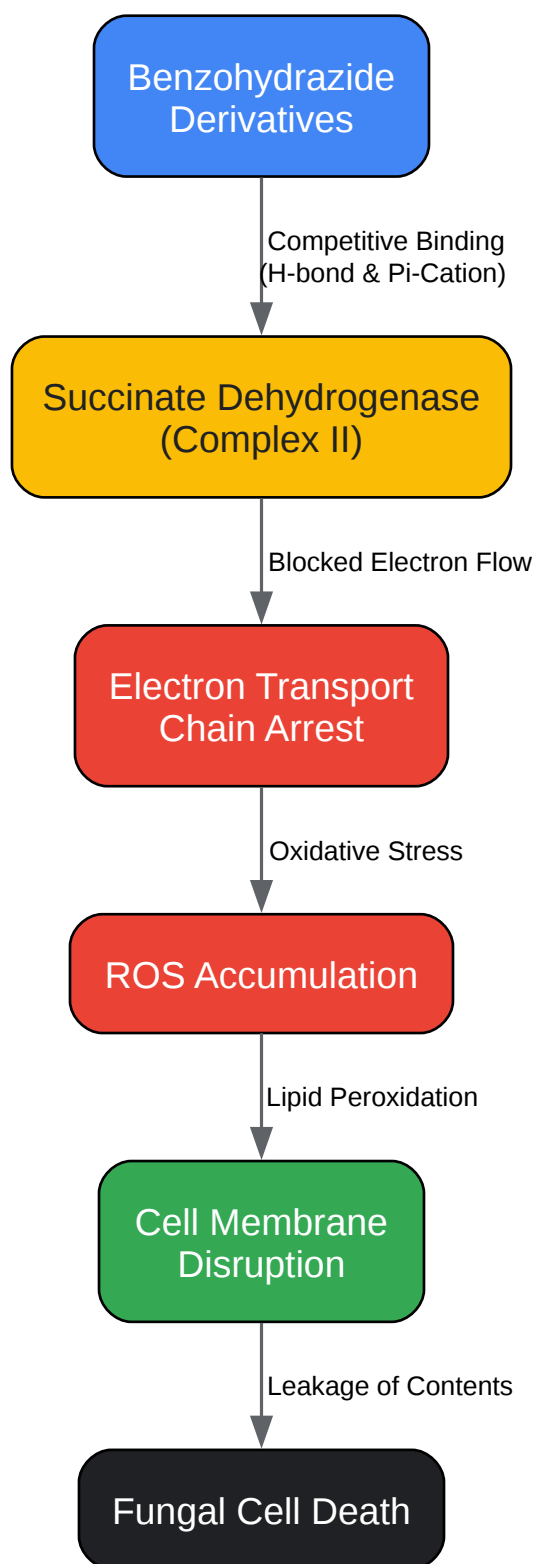 Benzohydrazide
Derivatives
Competitive Binding
(H-bond & Pi-Cation)
Succinate Dehydrogenase
(Complex II)
Blocked Electron Flow
Electron Transport
Chain Arrest
Oxidative Stress
ROS Accumulation
Lipid Peroxidation
Cell Membrane
Disruption
Leakage of Contents
Fungal Cell Death